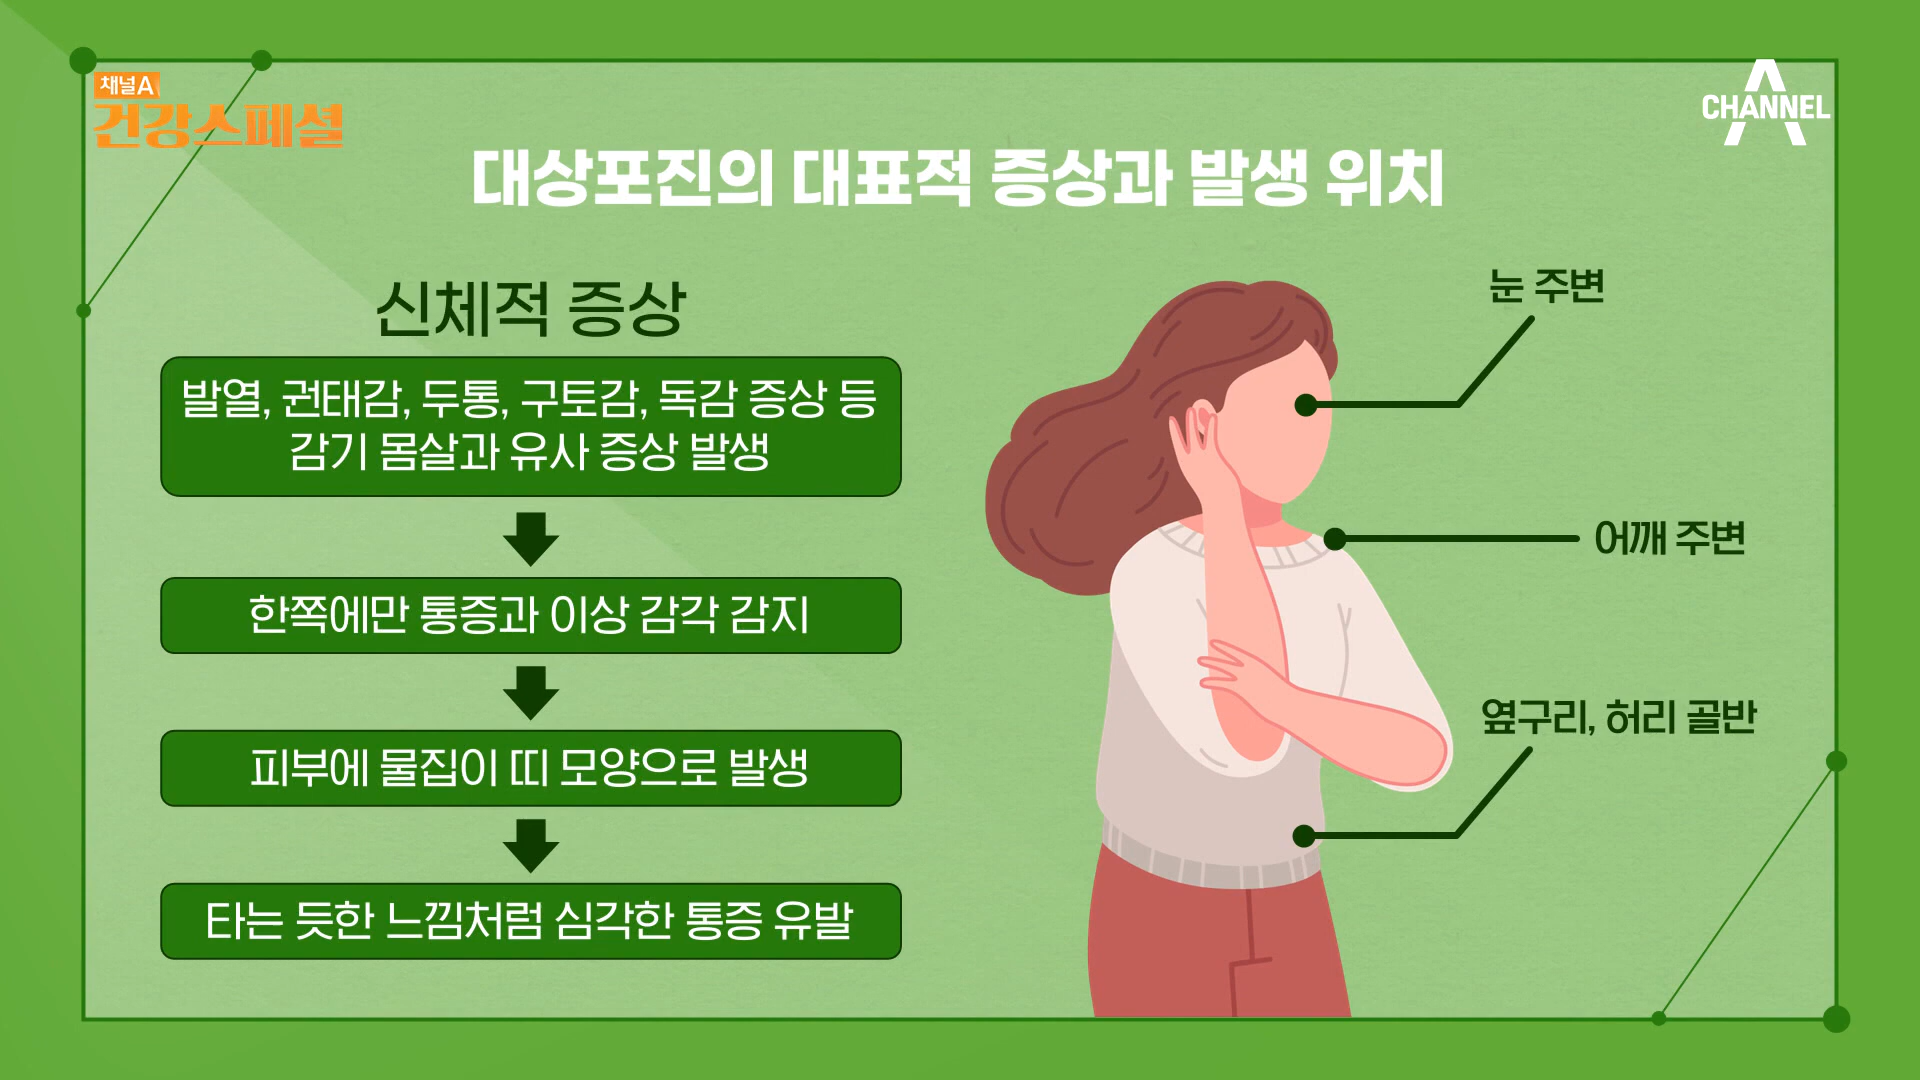 채널A
건강스페셜
CHANNEL A
대상포진의 대표적 증상과 발생 위치
신체적 증상
발열, 권태감, 두통, 구토감, 독감 증상 등
감기 몸살과 유사 증상 발생
한쪽에만 통증과 이상 감각 감지
피부에 물집이 띠 모양으로 발생
타는 듯한 느낌처럼 심각한 통증 유발
눈 주변
어깨 주변
옆구리, 허리 골반